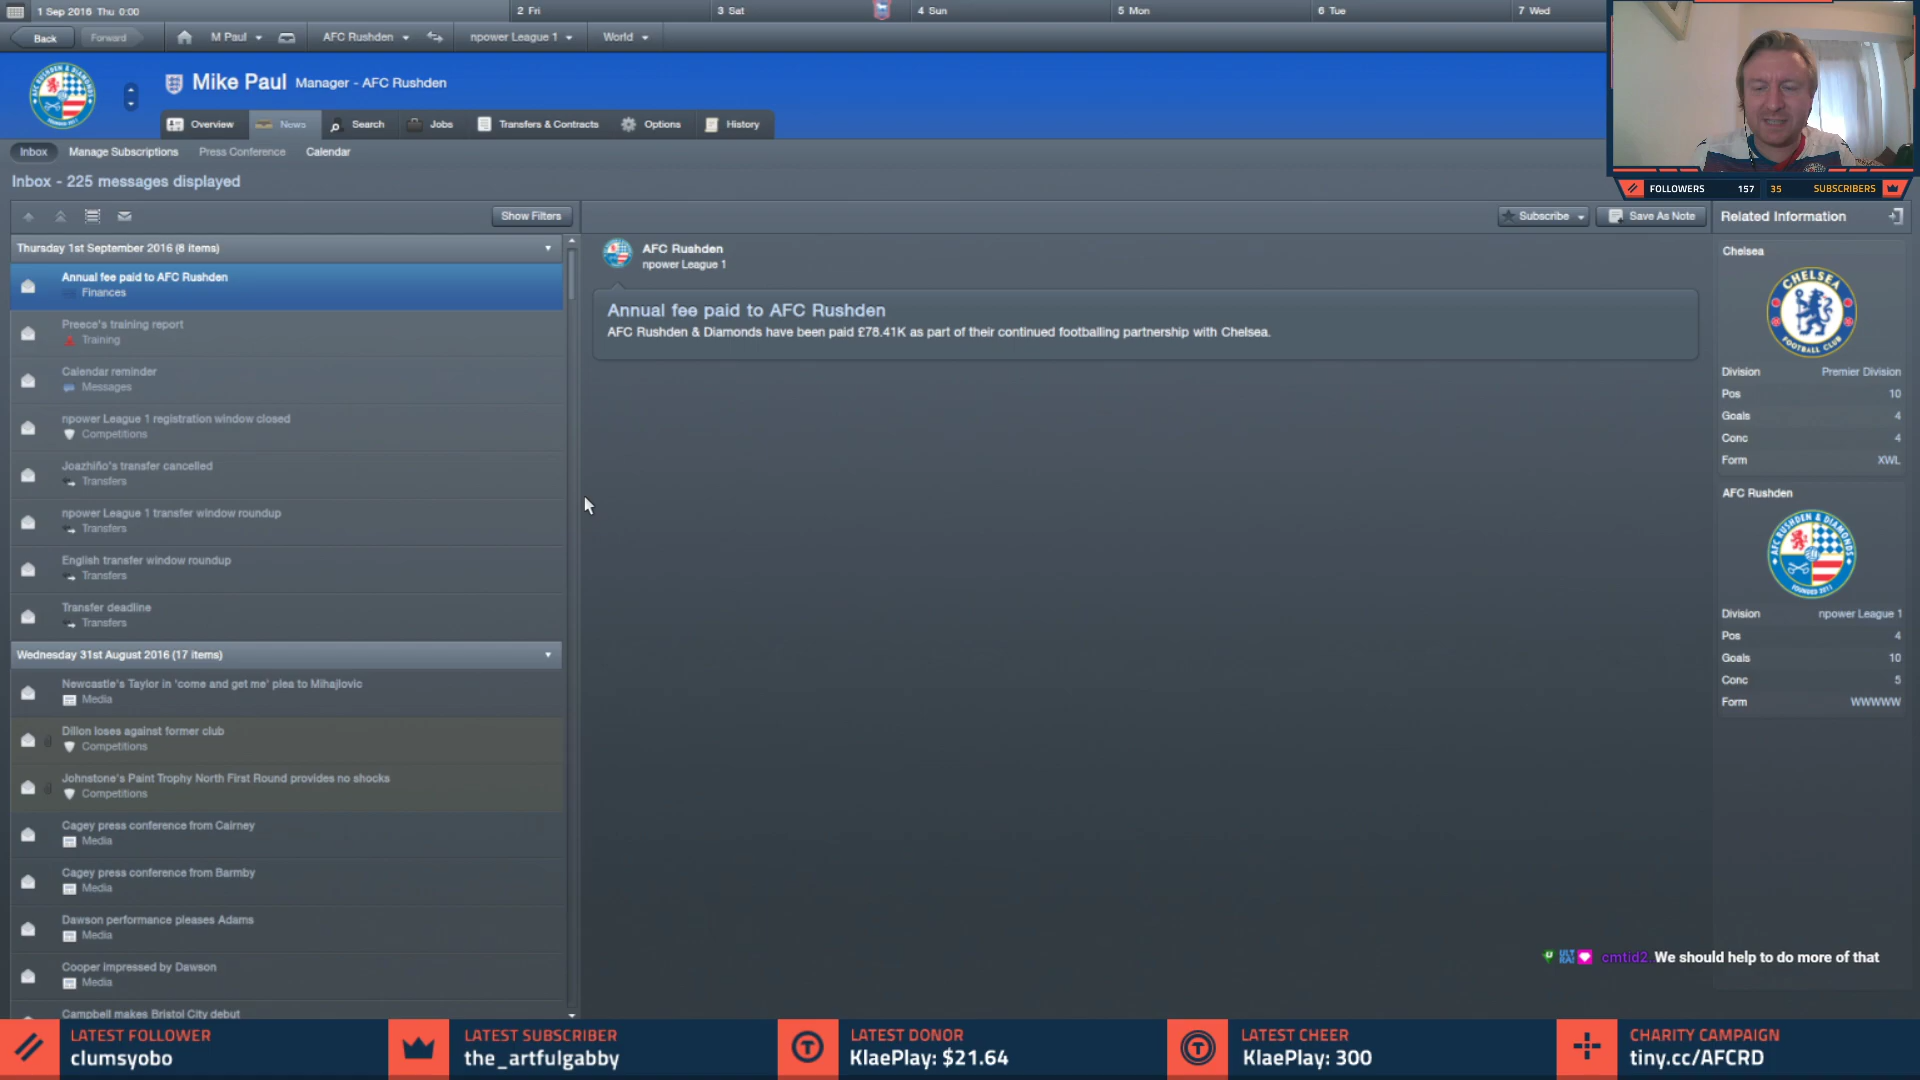 1 Sep 2016 Thu 0:00
2 Fri
3 Sat
4 Sun
5 Mon
6 Tue
7 Wed
Back
Forward
M Paul
AFC Rushden
npower League 1
World
Mike Paul Manager - AFC Rushden
Overview
News
Search
Jobs
Transfers & Contracts
Options
History
Inbox
Manage Subscriptions
Press Conference
Calendar
Inbox - 225 messages displayed
FOLLOWERS 157
35 SUBSCRIBERS
Show Filters
Subscribe
Save As Note
Related Information
Thursday 1st September 2016 (8 items)
Annual fee paid to AFC Rushden
Finances
Preece's training report
Training
Calendar reminder
Messages
npower League 1 registration window closed
Competitions
Joazhiño's transfer cancelled
Transfers
npower League 1 transfer window roundup
Transfers
English transfer window roundup
Transfers
Transfer deadline
Transfers
Wednesday 31st August 2016 (17 items)
Newcastle's Taylor in 'come and get me' plea to Mihajlovic
Media
Dillon loses against former club
Competitions
Johnstone's Paint Trophy North First Round provides no shocks
Competitions
Cagey press conference from Cairney
Media
Cagey press conference from Barmby
Media
Dawson performance pleases Adams
Media
Cooper impressed by Dawson
Media
Campbell makes Bristol City debut
AFC Rushden
npower League 1
Annual fee paid to AFC Rushden
AFC Rushden & Diamonds have been paid £78.41K as part of their continued footballing partnership with Chelsea.
Chelsea
CHELSEA
FOOTBALL CLUB
Division Premier Division
Pos 10
Goals 4
Conc 4
Form XWL
AFC Rushden
AFC RUSHDEN & DIAMONDS
FOUNDED 2011
Division npower League 1
Pos 4
Goals 10
Conc 5
Form WWWWW
cmtid2: We should help to do more of that
LATEST FOLLOWER
clumsyobo
LATEST SUBSCRIBER
the_artfulgabby
LATEST DONOR
KlaePlay: $21.64
LATEST CHEER
KlaePlay: 300
CHARITY CAMPAIGN
tiny.cc/AFCRD